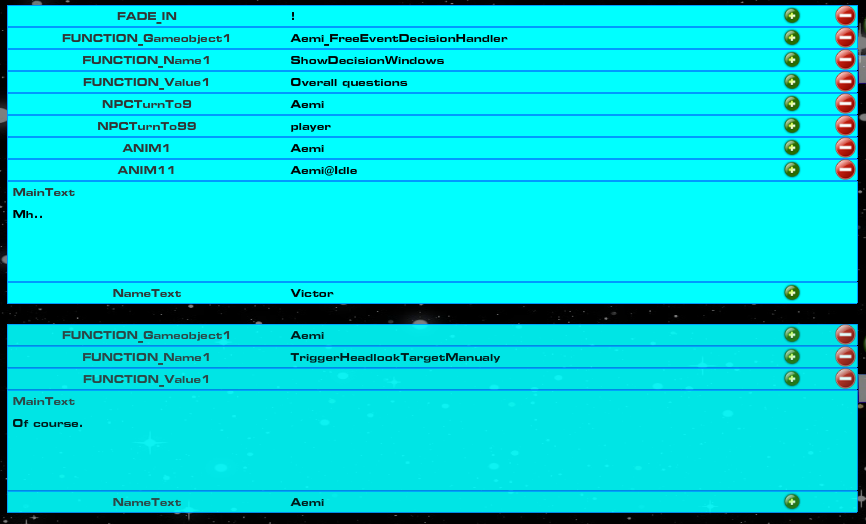 FADE_IN !
FUNCTION_Gameobject1 Aemi_FreeEventDecisionHandler
FUNCTION_Name1 ShowDecisionWindows
FUNCTION_Value1 Overall questions
NPCTurnTo9 Aemi
NPCTurnTo99 player
ANIM1 Aemi
ANIM11 Aemi@Idle
MainText
Mh..
NameText Victor
FUNCTION_Gameobject1 Aemi
FUNCTION_Name1 TriggerHeadlookTargetManualy
FUNCTION_Value1
MainText
Of course.
NameText Aemi